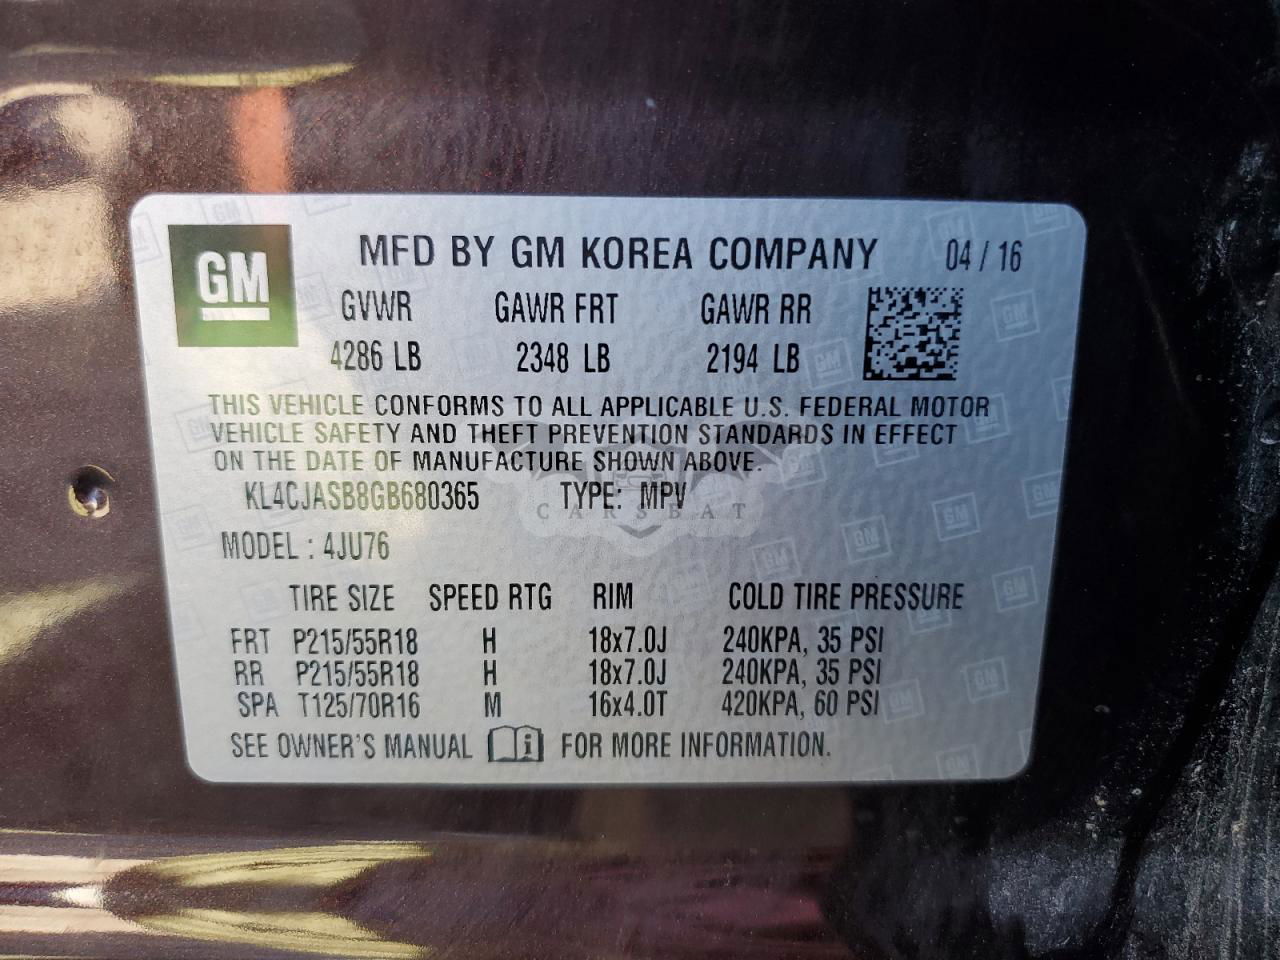 GM
MFD BY GM KOREA COMPANY 04 / 16
GVWR GAWR FRT GAWR RR
4286 LB 2348 LB 2194 LB
THIS VEHICLE CONFORMS TO ALL APPLICABLE U.S. FEDERAL MOTOR
VEHICLE SAFETY AND THEFT PREVENTION STANDARDS IN EFFECT
ON THE DATE OF MANUFACTURE SHOWN ABOVE.
KL4CJASB8GB680365 TYPE: MPV
CARSBAT
MODEL : 4JU76
TIRE SIZE SPEED RTG RIM COLD TIRE PRESSURE
FRT P215/55R18 H 18x7.0J 240KPA, 35 PSI
RR P215/55R18 H 18x7.0J 240KPA, 35 PSI
SPA T125/70R16 M 16x4.0T 420KPA, 60 PSI
SEE OWNER'S MANUAL i FOR MORE INFORMATION.